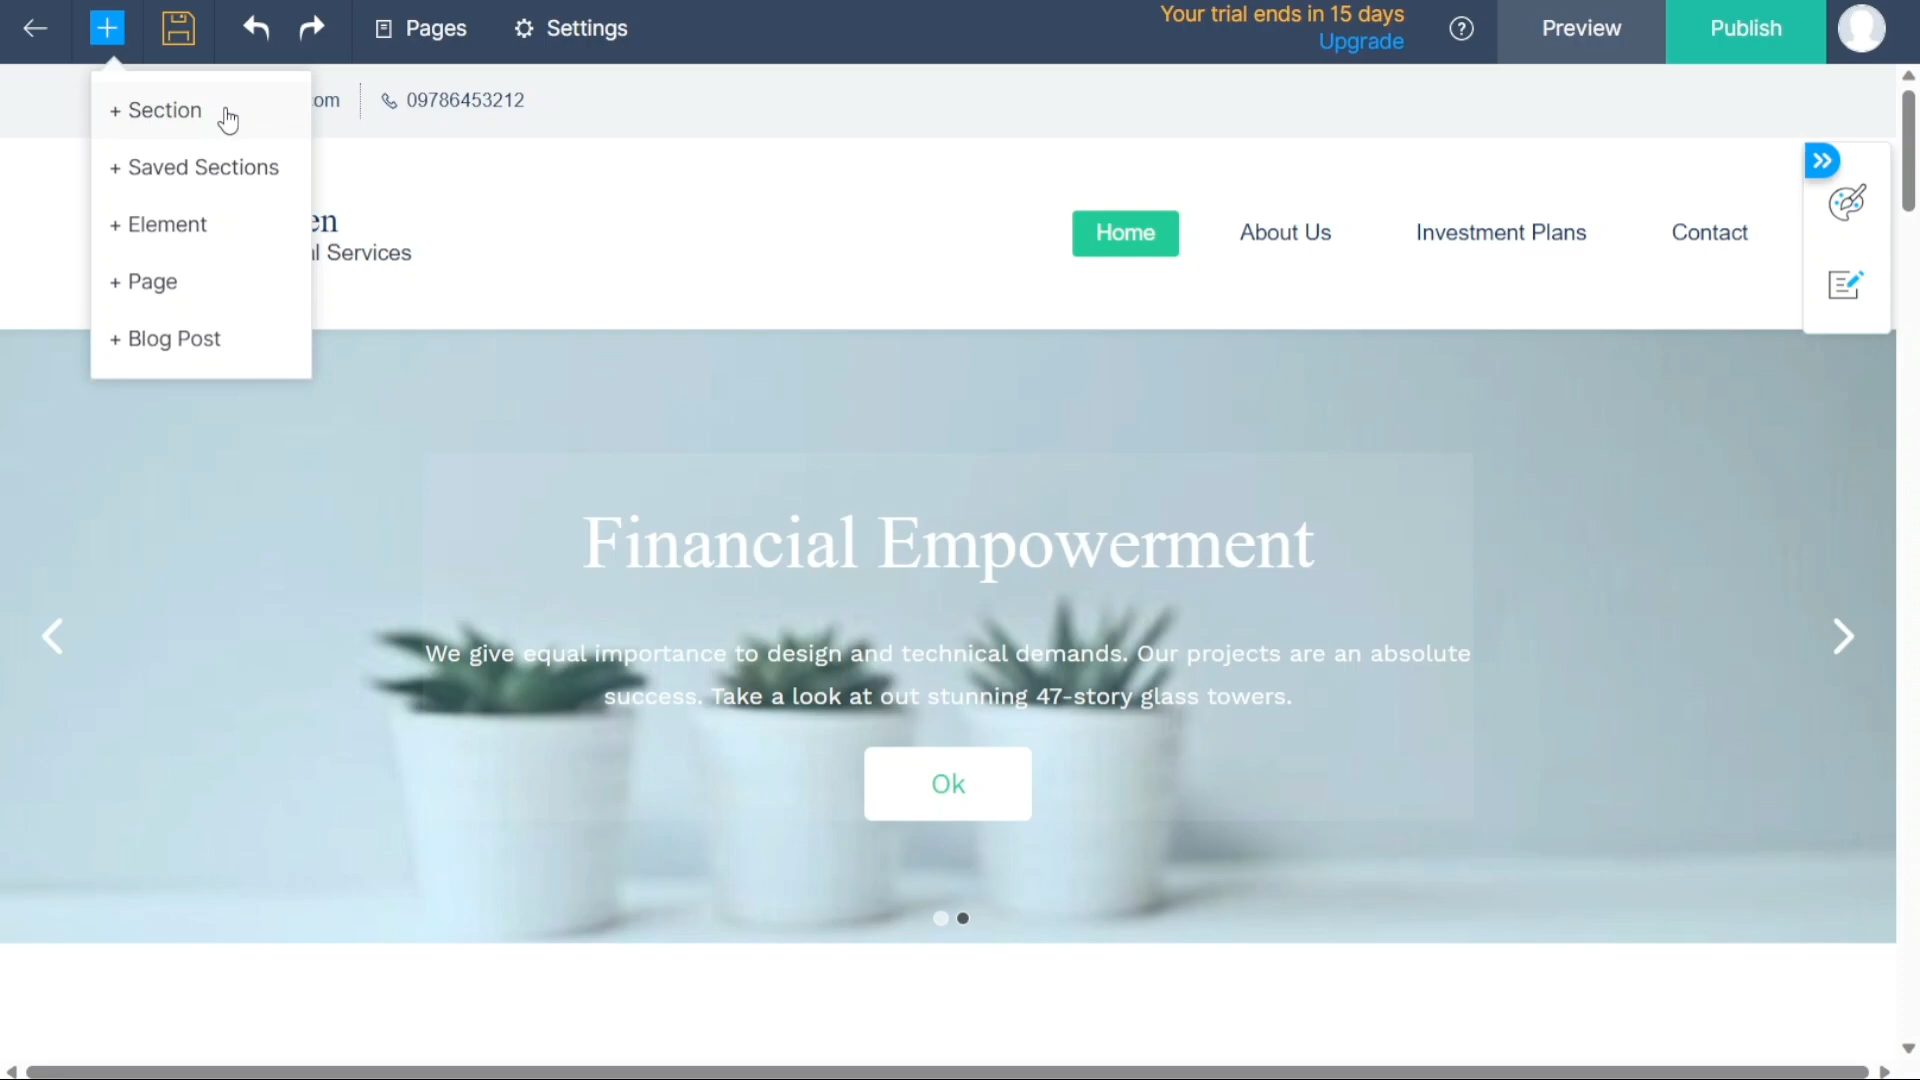 Pages
Settings
Your trial ends in 15 days
Upgrade
Preview
Publish
+ Section
+ Saved Sections
+ Element
+ Page
+ Blog Post
om
09786453212
en
l Services
Home
About Us
Investment Plans
Contact
Financial Empowerment
We give equal importance to design and technical demands. Our projects are an absolute
success. Take a look at out stunning 47-story glass towers.
Ok